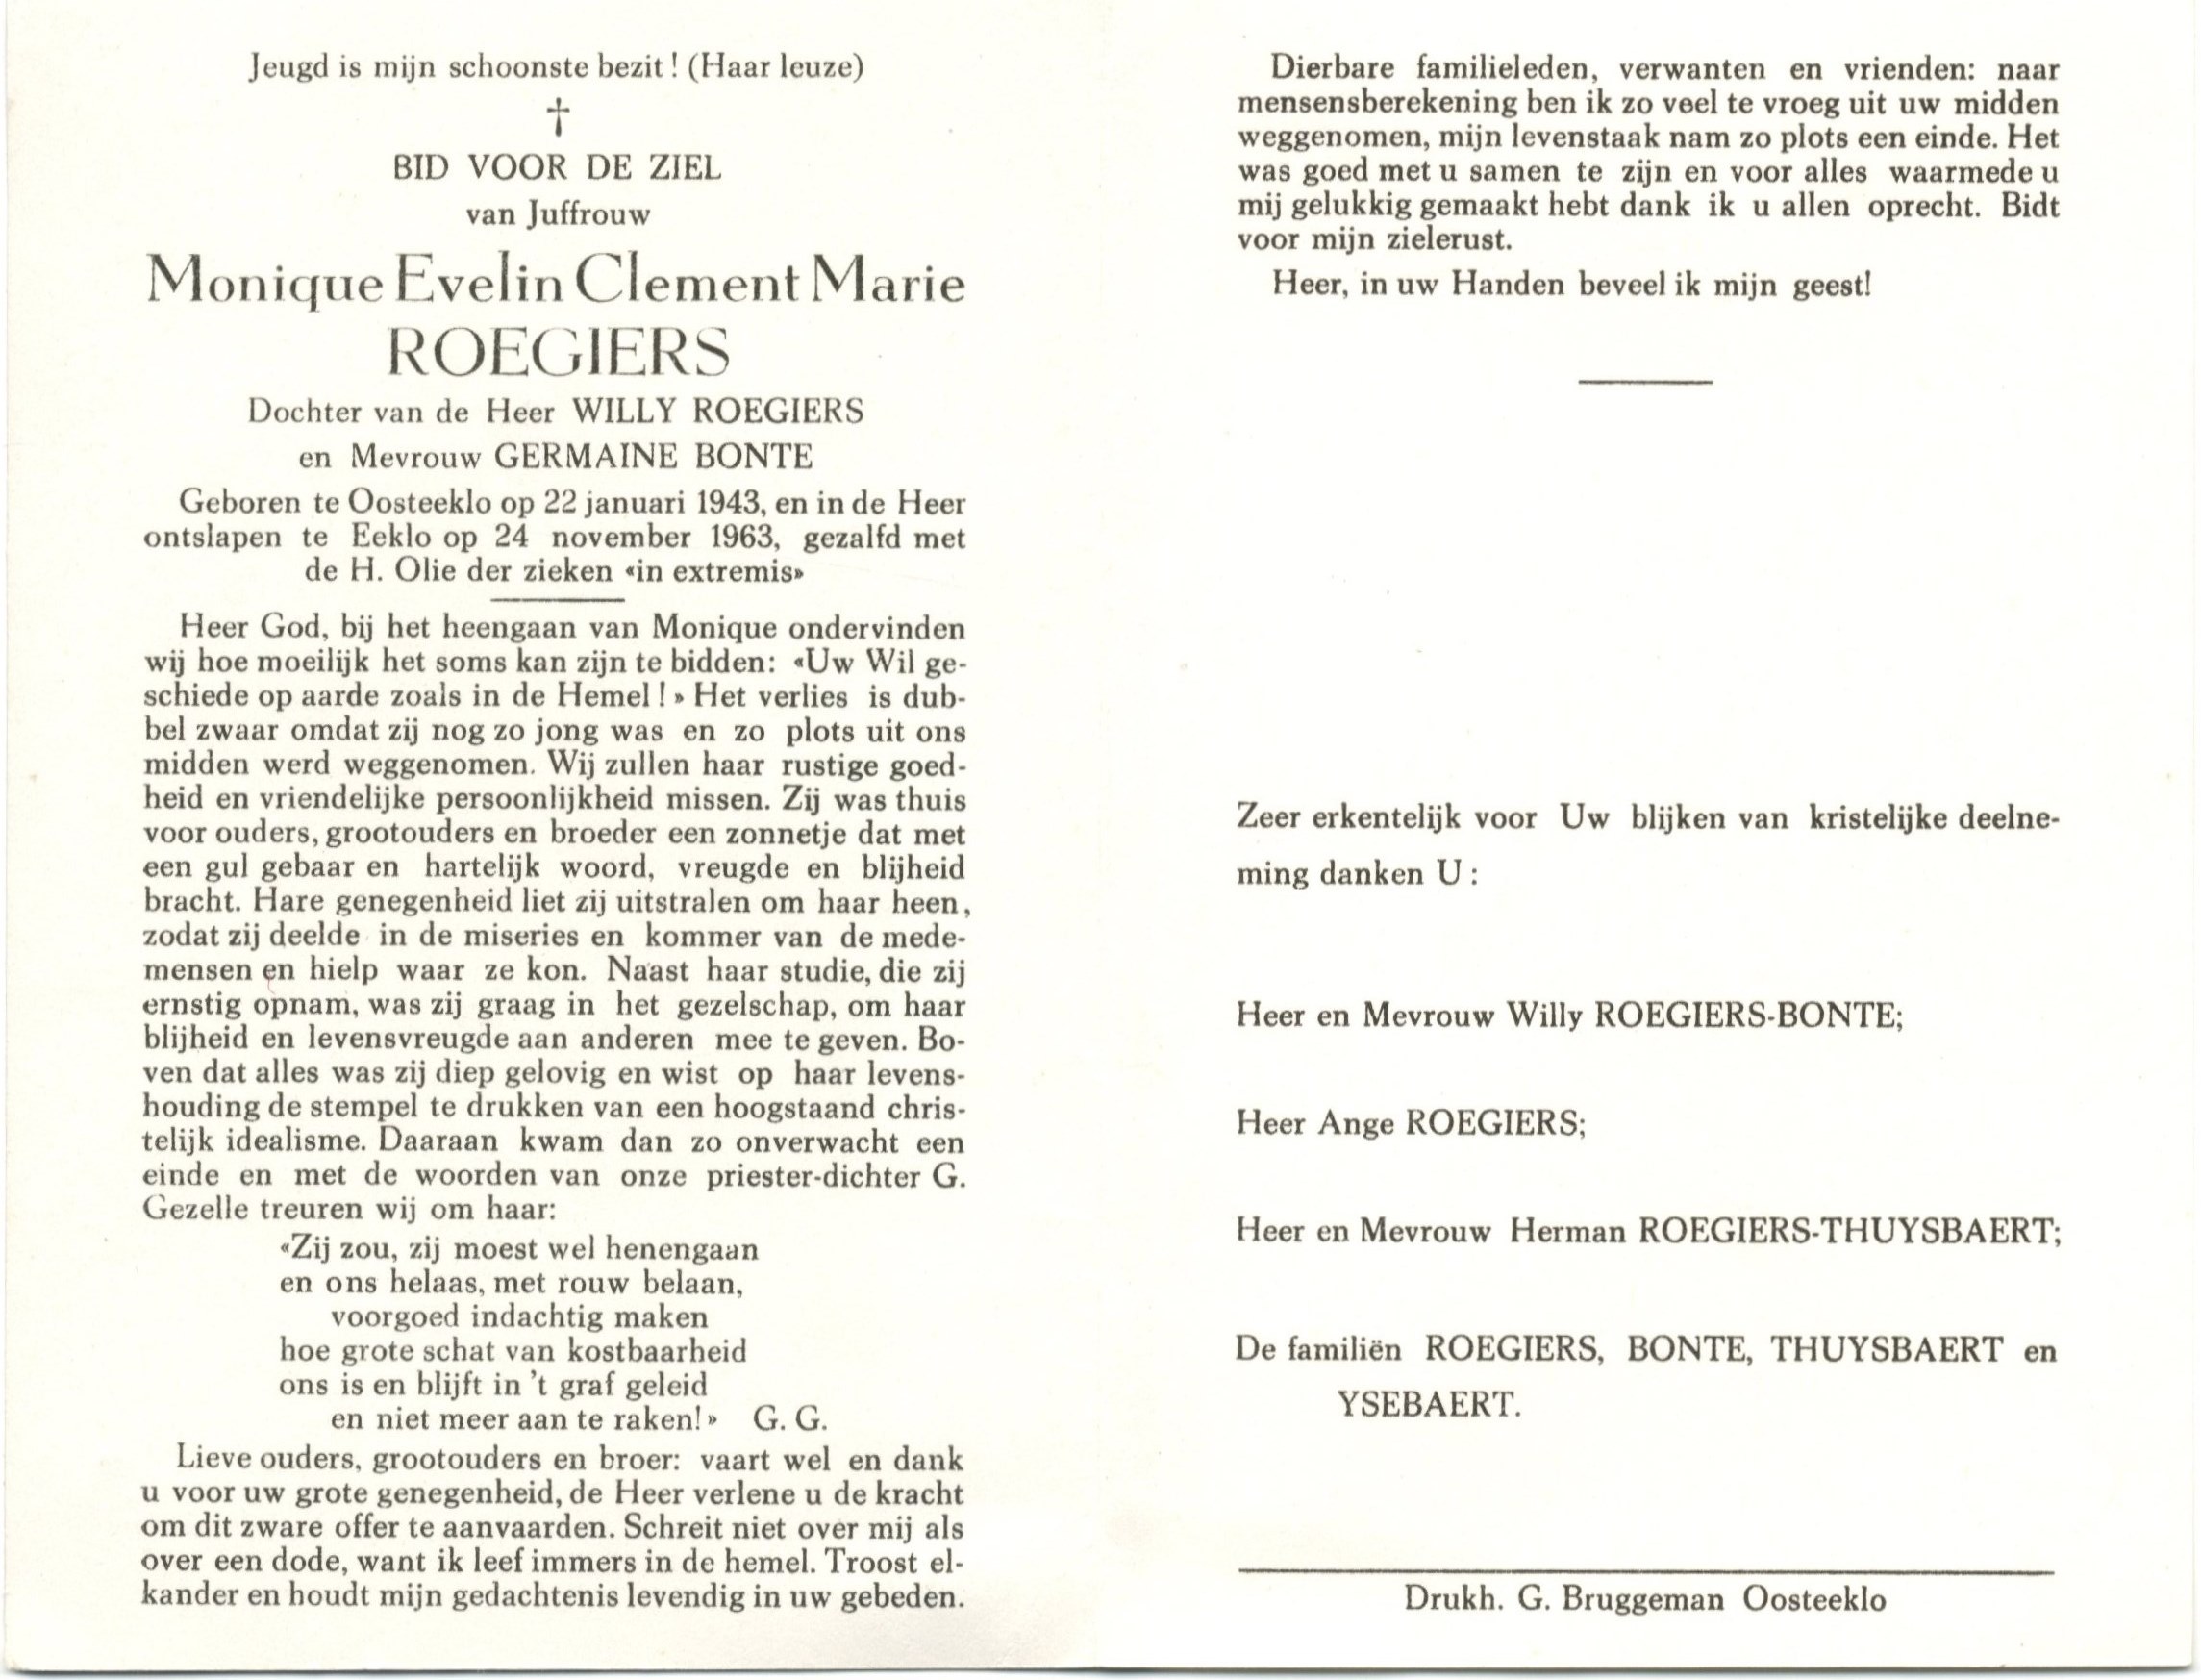 Jeugd is mijn schoonste bezit! (Haar leuze)
†
BID VOOR DE ZIEL
van Juffrouw
Monique Evelin Clement Marie
ROEGIERS
Dochter van de Heer WILLY ROEGIERS
en Mevrouw GERMAINE BONTE
Geboren te Oosteeklo op 22 januari 1943, en in de Heer
ontslapen te Eeklo op 24 november 1963, gezalfd met
de H. Olie der zieken «in extremis»
Heer God, bij het heengaan van Monique ondervinden
wij hoe moeilijk het soms kan zijn te bidden: «Uw Wil ge-
schiede op aarde zoals in de Hemel!» Het verlies is dub-
bel zwaar omdat zij nog zo jong was en zo plots uit ons
midden werd weggenomen. Wij zullen haar rustige goed-
heid en vriendelijke persoonlijkheid missen. Zij was thuis
voor ouders, grootouders en broeder een zonnetje dat met
een gul gebaar en hartelijk woord, vreugde en blijheid
bracht. Hare genegenheid liet zij uitstralen om haar heen,
zodat zij deelde in de miseries en kommer van de mede-
mensen en hielp waar ze kon. Naast haar studie, die zij
ernstig opnam, was zij graag in het gezelschap, om haar
blijheid en levensvreugde aan anderen mee te geven. Bo-
ven dat alles was zij diep gelovig en wist op haar levens-
houding de stempel te drukken van een hoogstaand chris-
telijk idealisme. Daaraan kwam dan zo onverwacht een
einde en met de woorden van onze priester-dichter G.
Gezelle treuren wij om haar:
«Zij zou, zij moest wel henengaan
en ons helaas, met rouw belaan,
voorgoed indachtig maken
hoe grote schat van kostbaarheid
ons is en blijft in 't graf geleid
en niet meer aan te raken!» G. G.
Lieve ouders, grootouders en broer: vaart wel en dank
u voor uw grote genegenheid, de Heer verlene u de kracht
om dit zware offer te aanvaarden. Schreit niet over mij als
over een dode, want ik leef immers in de hemel. Troost el-
kander en houdt mijn gedachtenis levendig in uw gebeden.
Dierbare familieleden, verwanten en vrienden: naar
mensensberekening ben ik zo veel te vroeg uit uw midden
weggenomen, mijn levenstaak nam zo plots een einde. Het
was goed met u samen te zijn en voor alles waarmede u
mij gelukkig gemaakt hebt dank ik u allen oprecht. Bidt
voor mijn zielerust.
Heer, in uw Handen beveel ik mijn geest!
Zeer erkentelijk voor Uw blijken van kristelijke deelne-
ming danken U:
Heer en Mevrouw Willy ROEGIERS-BONTE;
Heer Ange ROEGIERS;
Heer en Mevrouw Herman ROEGIERS-THUYSBAERT;
De familiën ROEGIERS, BONTE, THUYSBAERT en
YSEBAERT.
Drukh. G. Bruggeman Oosteeklo